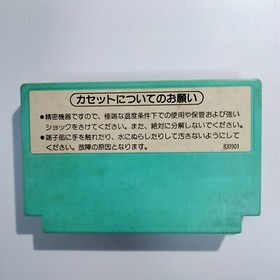 カセットについてのお願い
●精密機器ですので、極端な温度条件下での使用や保管および強い
ショックをさけてください。また、絶対に分解しないでください。
●端子部に手を触れたり、水にぬらしたりして汚さないようにして
ください。故障の原因となります。
830901